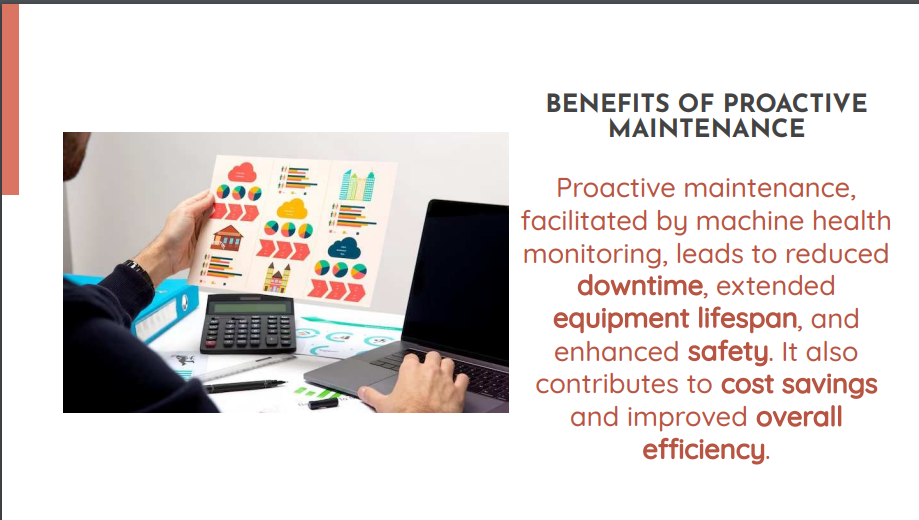 BENEFITS OF PROACTIVE
MAINTENANCE
Proactive maintenance,
facilitated by machine health
monitoring, leads to reduced
downtime, extended
equipment lifespan, and
enhanced safety. It also
contributes to cost savings
and improved overall
efficiency.